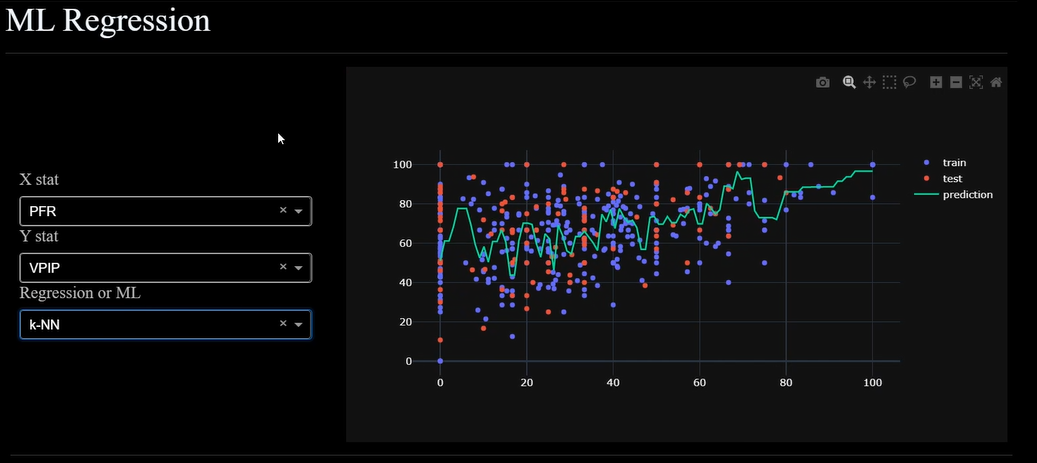 ML Regression
X stat
PFR
Y stat
VPIP
Regression or ML
k-NN
100
80
60
40
20
0
0 20 40 60 80 100
train
test
prediction